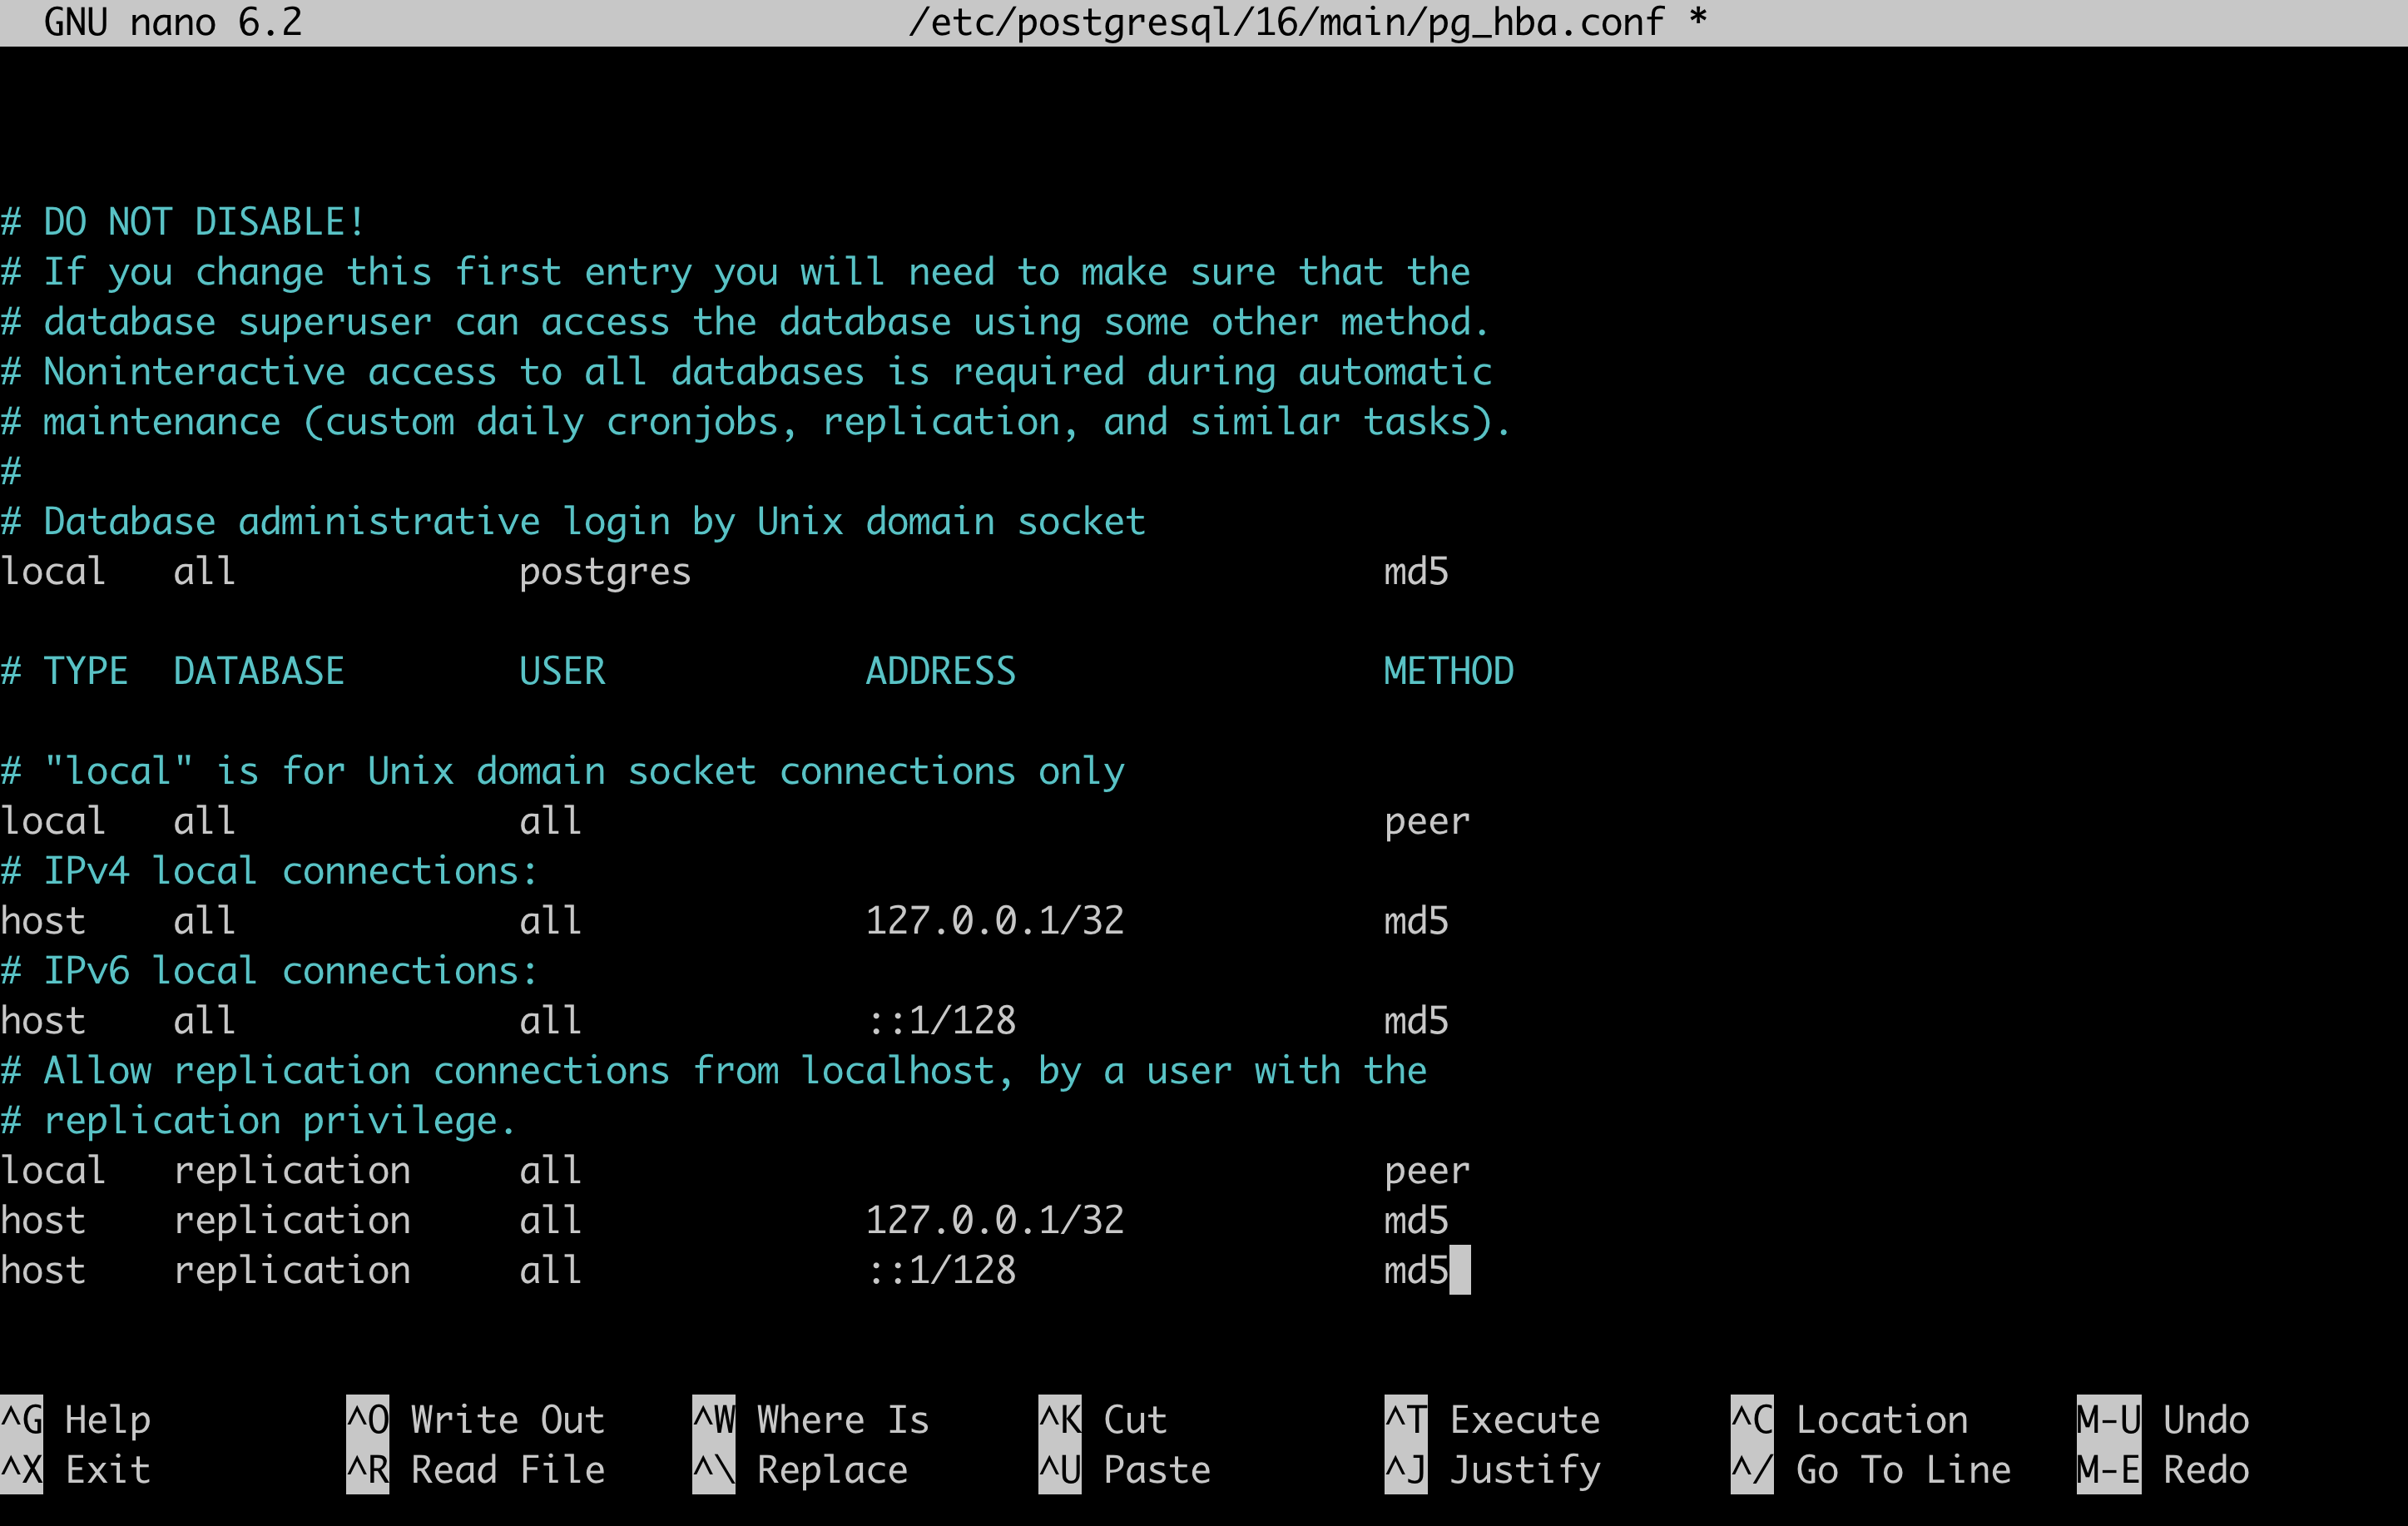 GNU nano 6.2 /etc/postgresql/16/main/pg_hba.conf *
# DO NOT DISABLE!
# If you change this first entry you will need to make sure that the
# database superuser can access the database using some other method.
# Noninteractive access to all databases is required during automatic
# maintenance (custom daily cronjobs, replication, and similar tasks).
#
# Database administrative login by Unix domain socket
local   all             postgres                                md5
# TYPE  DATABASE        USER            ADDRESS                 METHOD
# "local" is for Unix domain socket connections only
local   all             all                                     peer
# IPv4 local connections:
host    all             all             127.0.0.1/32            md5
# IPv6 local connections:
host    all             all             ::1/128                 md5
# Allow replication connections from localhost, by a user with the
# replication privilege.
local   replication     all                                     peer
host    replication     all             127.0.0.1/32            md5
host    replication     all             ::1/128                 md5
^G Help ^O Write Out ^W Where Is ^K Cut ^T Execute ^C Location M-U Undo
^X Exit ^R Read File ^\ Replace ^U Paste ^J Justify ^/ Go To Line M-E Redo